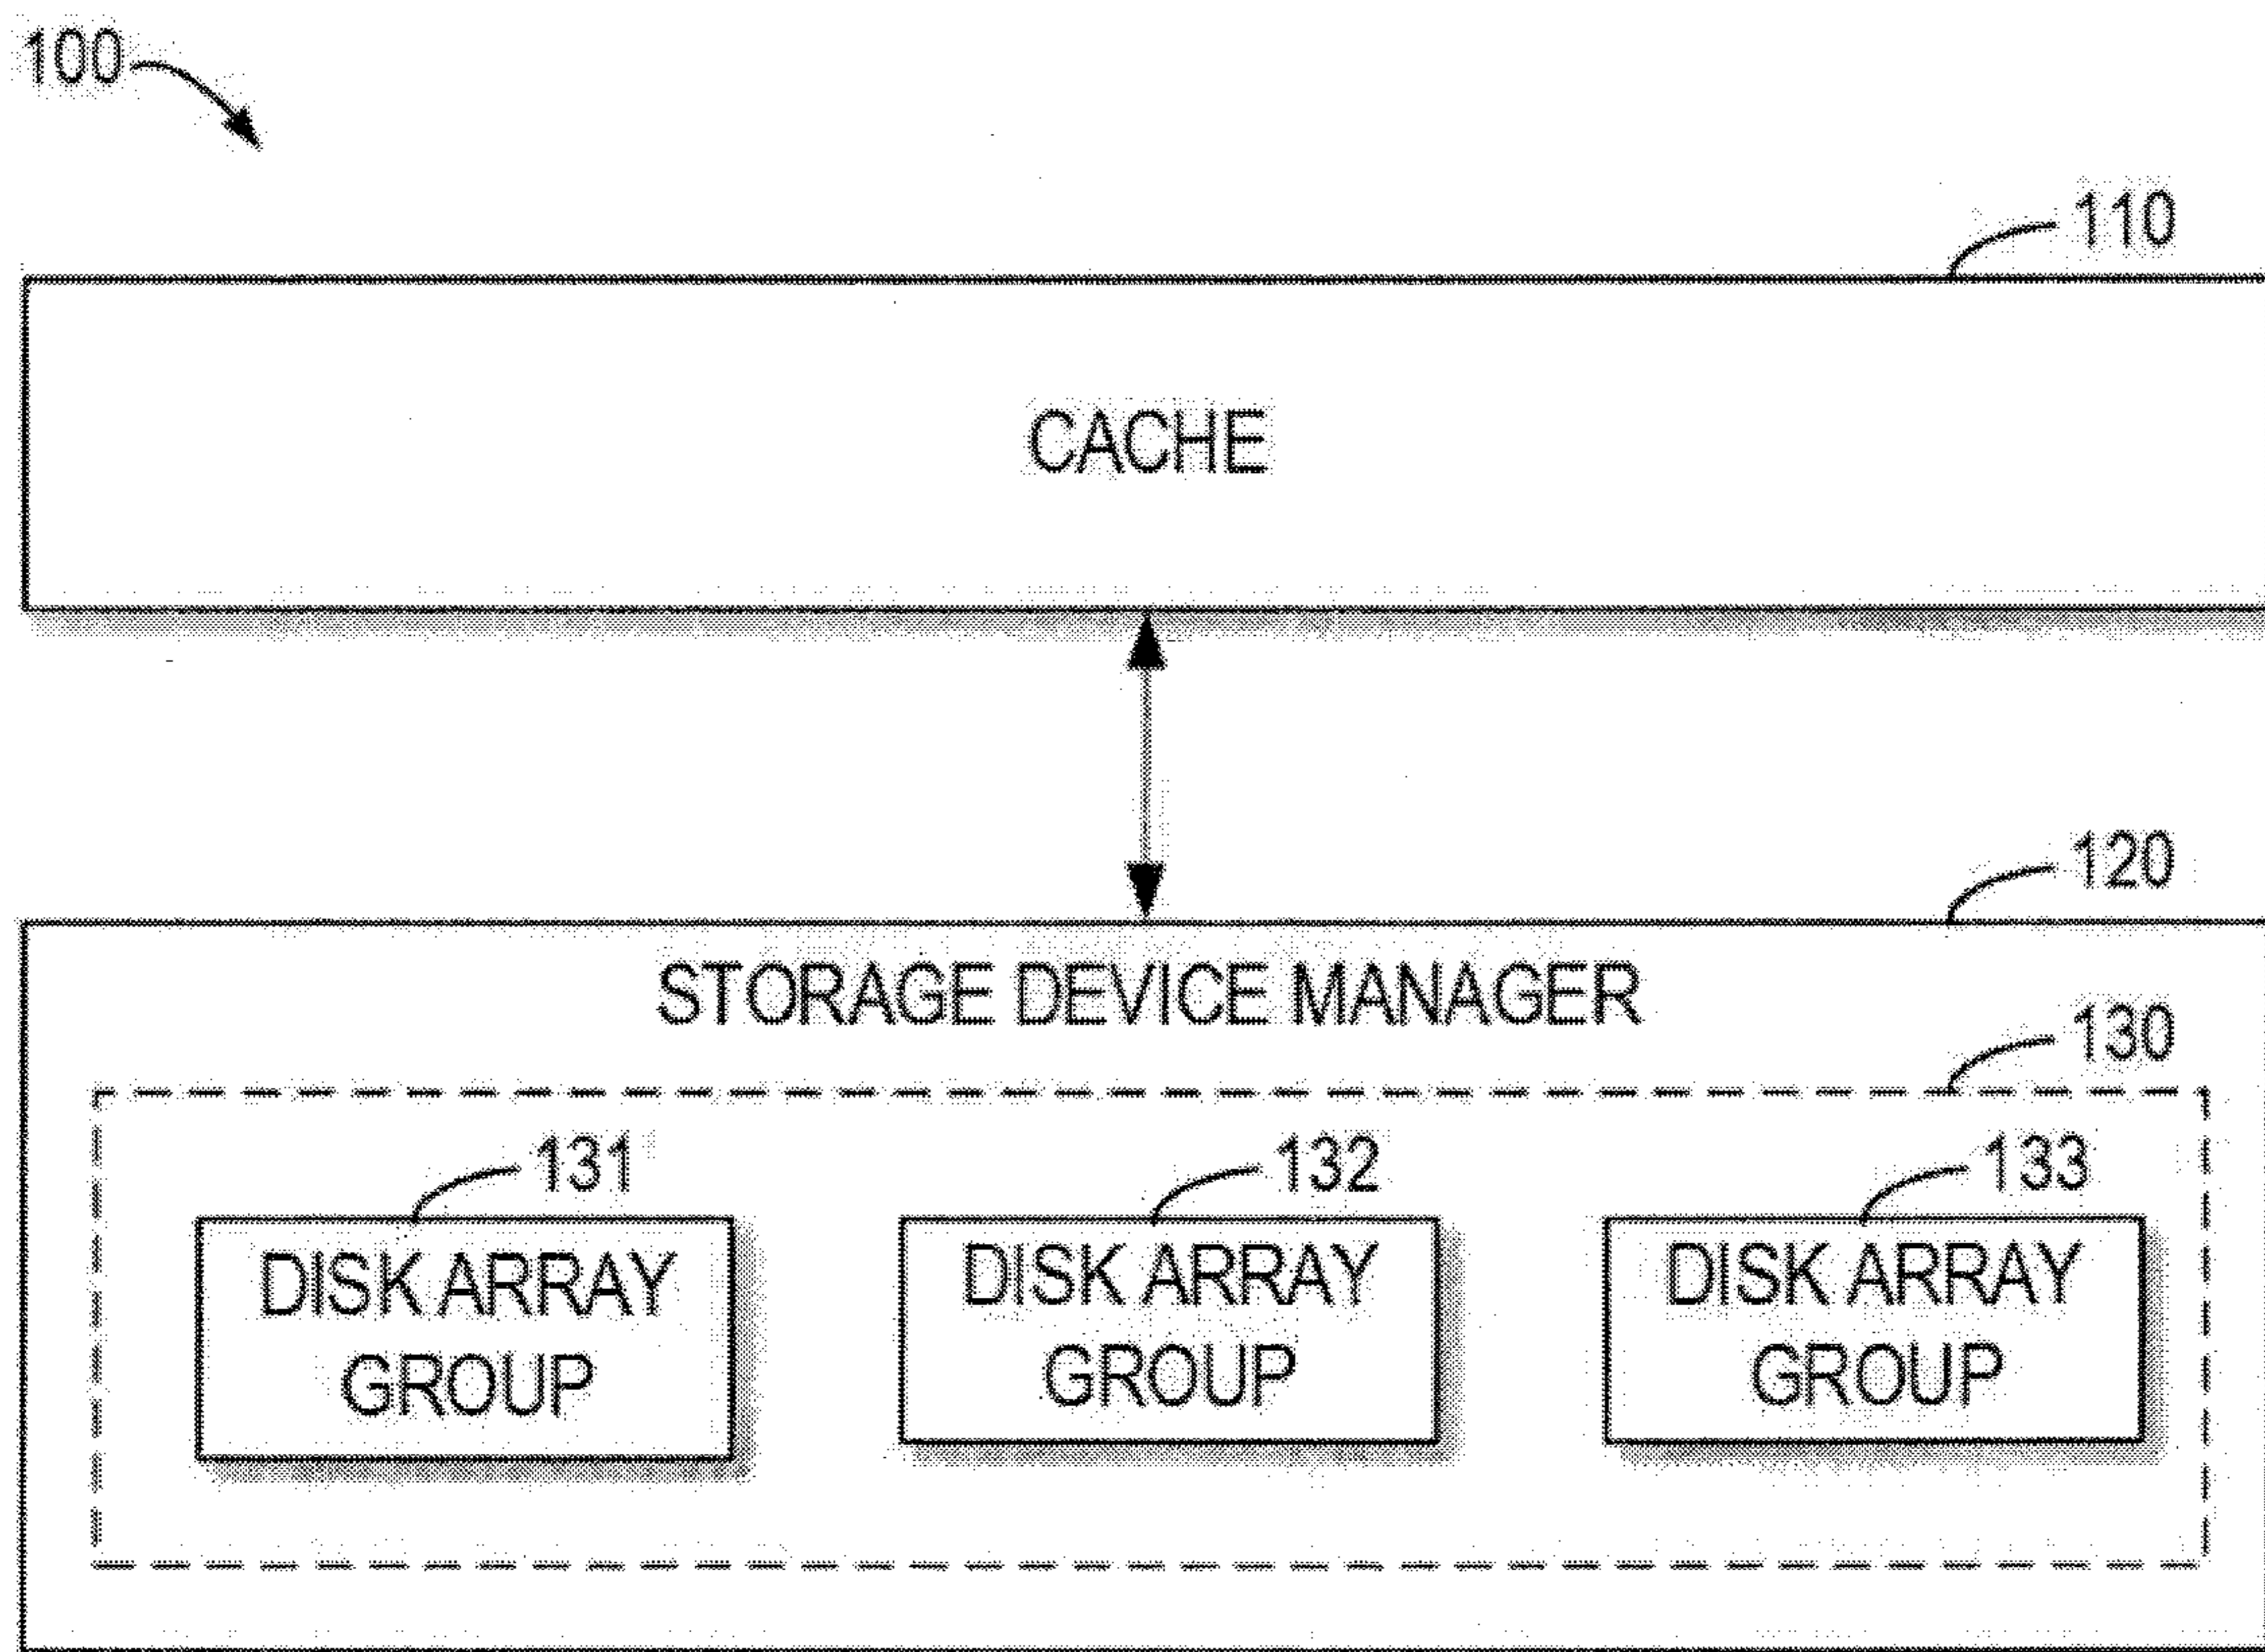 100
110
CACHE
120
STORAGE DEVICE MANAGER
130
131
132
133
DISK ARRAY
GROUP
DISK ARRAY
GROUP
DISK ARRAY
GROUP